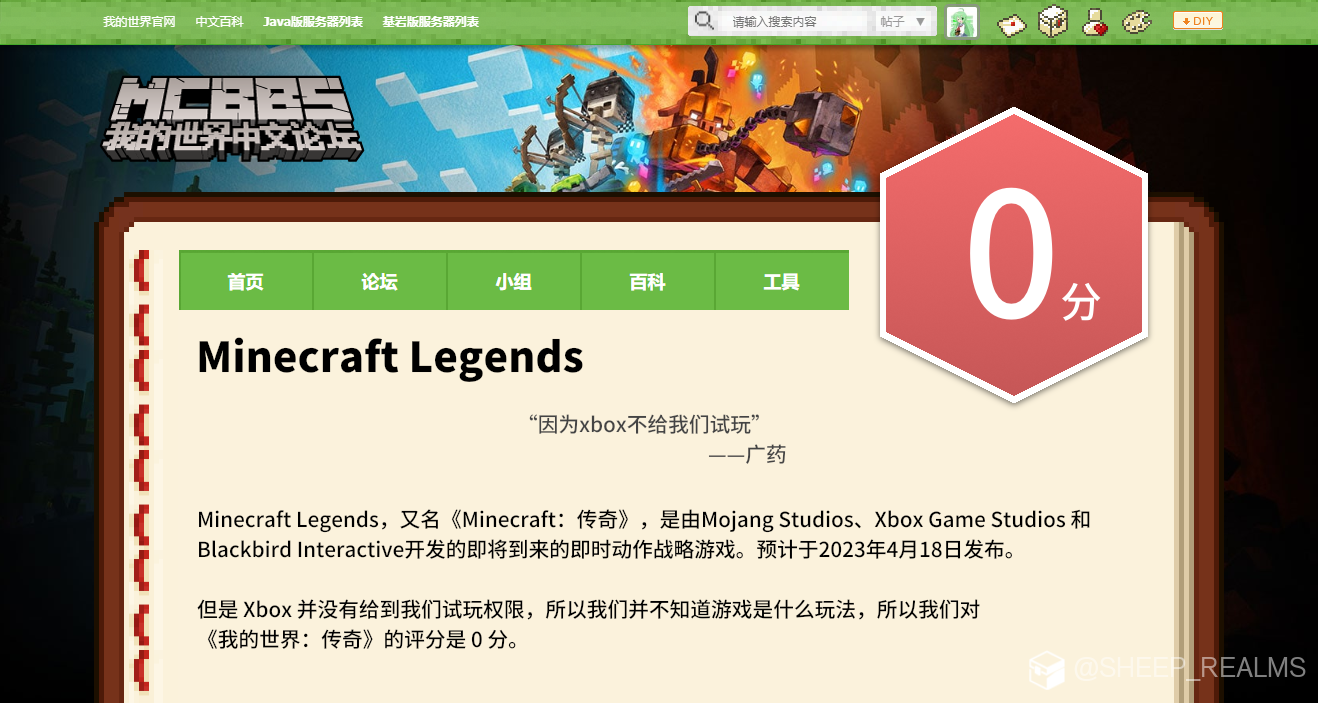 我的世界官网 中文百科 Java版服务器列表 基岩版服务器列表 请输入搜索内容 帖子 DIY
MCBBS
我的世界中文论坛
0分
首页 论坛 小组 百科 工具
Minecraft Legends
“因为xbox不给我们试玩”
——广药
Minecraft Legends，又名《Minecraft：传奇》，是由Mojang Studios、Xbox Game Studios 和
Blackbird Interactive开发的即将到来的即时动作战略游戏。预计于2023年4月18日发布。
但是 Xbox 并没有给到我们试玩权限，所以我们并不知道游戏是什么玩法，所以我们对
《我的世界：传奇》的评分是 0 分。
@SHEEP_REALMS